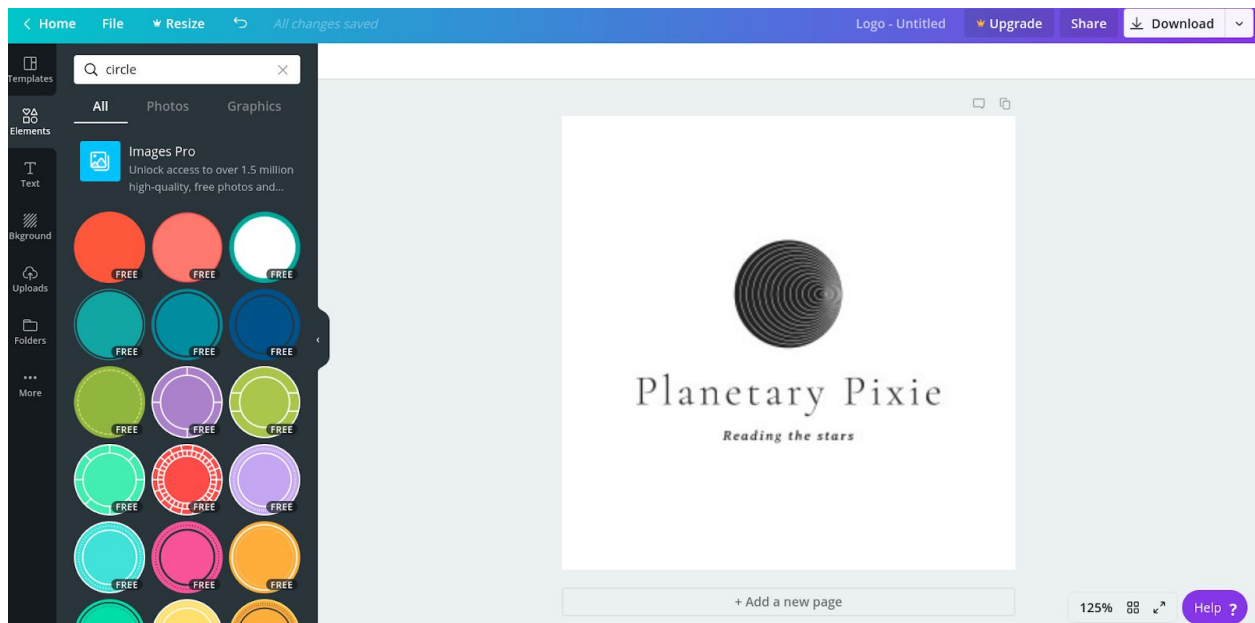 Home File Resize All changes saved Logo - Untitled Upgrade Share Download
Templates
Elements
Text
Bkground
Uploads
Folders
More
circle
All Photos Graphics
Images Pro
Unlock access to over 1.5 million
high-quality, free photos and...
FREE FREE FREE
FREE FREE FREE
FREE FREE FREE
FREE FREE FREE
FREE FREE FREE
Planetary Pixie
Reading the stars
+ Add a new page
125% Help ?